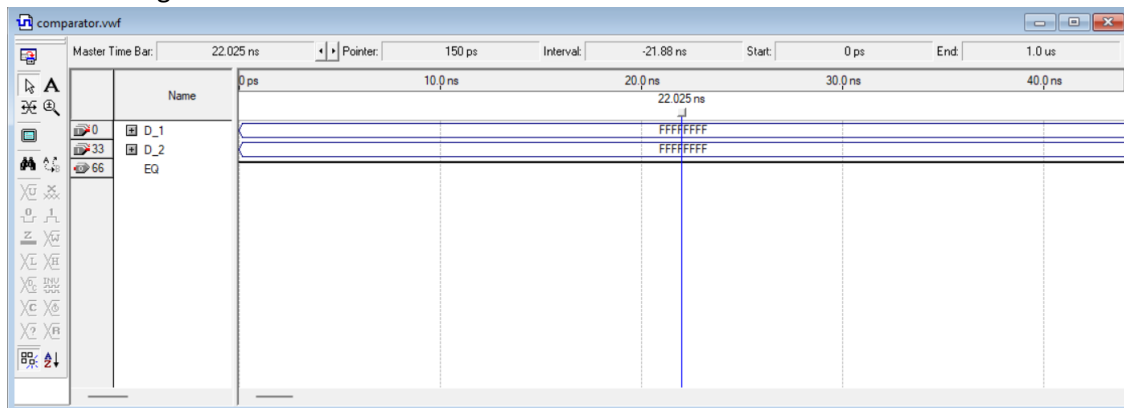 comparator.vwf
Master Time Bar: 22.025 ns Pointer: 150 ps Interval: -21.88 ns Start: 0 ps End: 1.0 us
Name
0 ps 10.0 ns 20.0 ns 30.0 ns 40.0 ns
22.025 ns
0 D_1 FFFFFFFF
33 D_2 FFFFFFFF
66 EQ